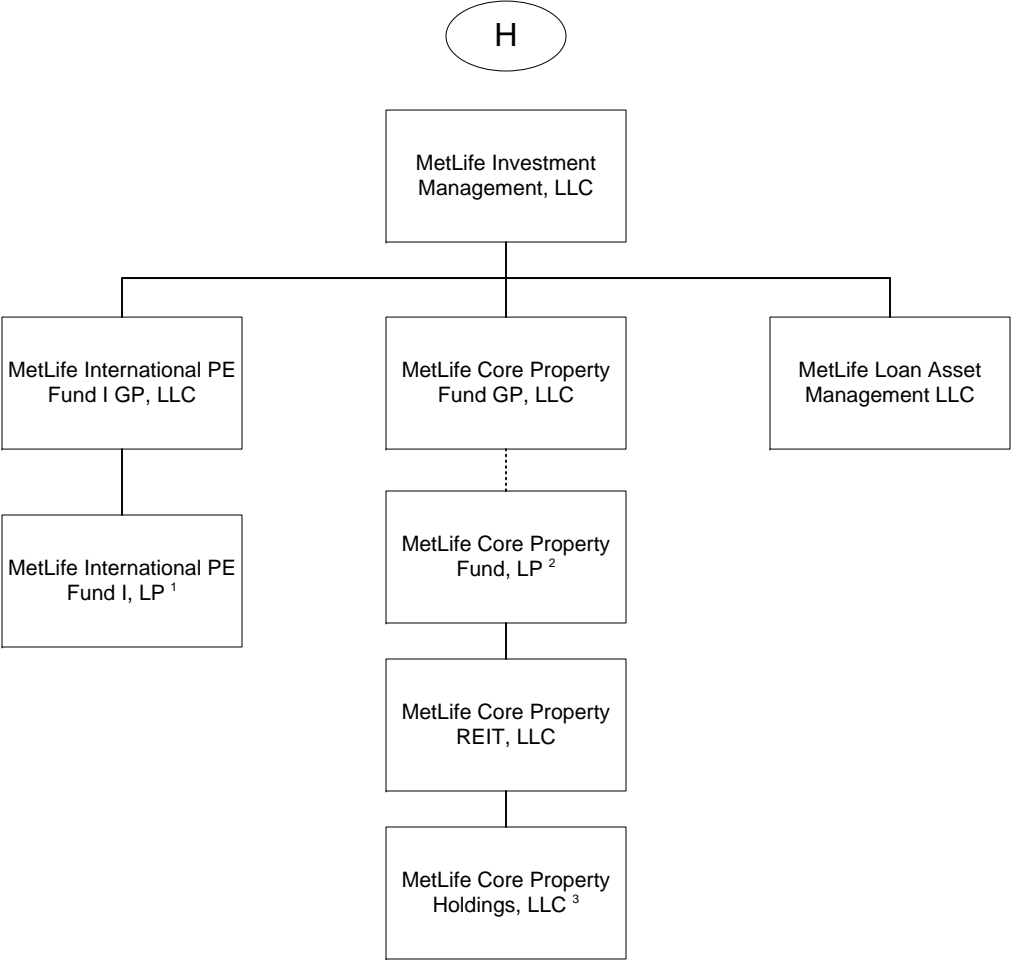 H
MetLife Investment
Management, LLC
MetLife International PE
Fund I GP, LLC
MetLife Core Property
Fund GP, LLC
MetLife Loan Asset
Management LLC
MetLife International PE
Fund I, LP 1
MetLife Core Property
Fund, LP 2
MetLife Core Property
REIT, LLC
MetLife Core Property
Holdings, LLC 3